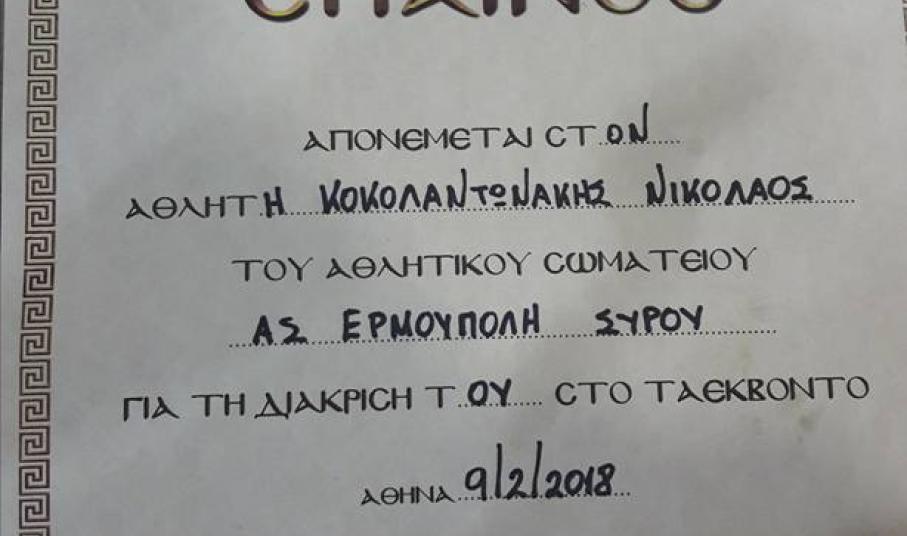 ΕΠΑΙΝΟΣ
ΑΠΟΝΕΜΕΤΑΙ ΣΤΟΝ
ΑΘΛΗΤΗ ΚΟΚΟΛΑΝΤΩΝΑΚΗΣ ΝΙΚΟΛΑΟΣ
ΤΟΥ ΑΘΛΗΤΙΚΟΥ ΣΩΜΑΤΕΙΟΥ
ΑΣ ΕΡΜΟΥΠΟΛΗ ΣΥΡΟΥ
ΓΙΑ ΤΗ ΔΙΑΚΡΙΣΗ ΤΟΥ ΣΤΟ ΤΑΕΚΒΟΝΤΟ
ΑΘΗΝΑ 9/2/2018